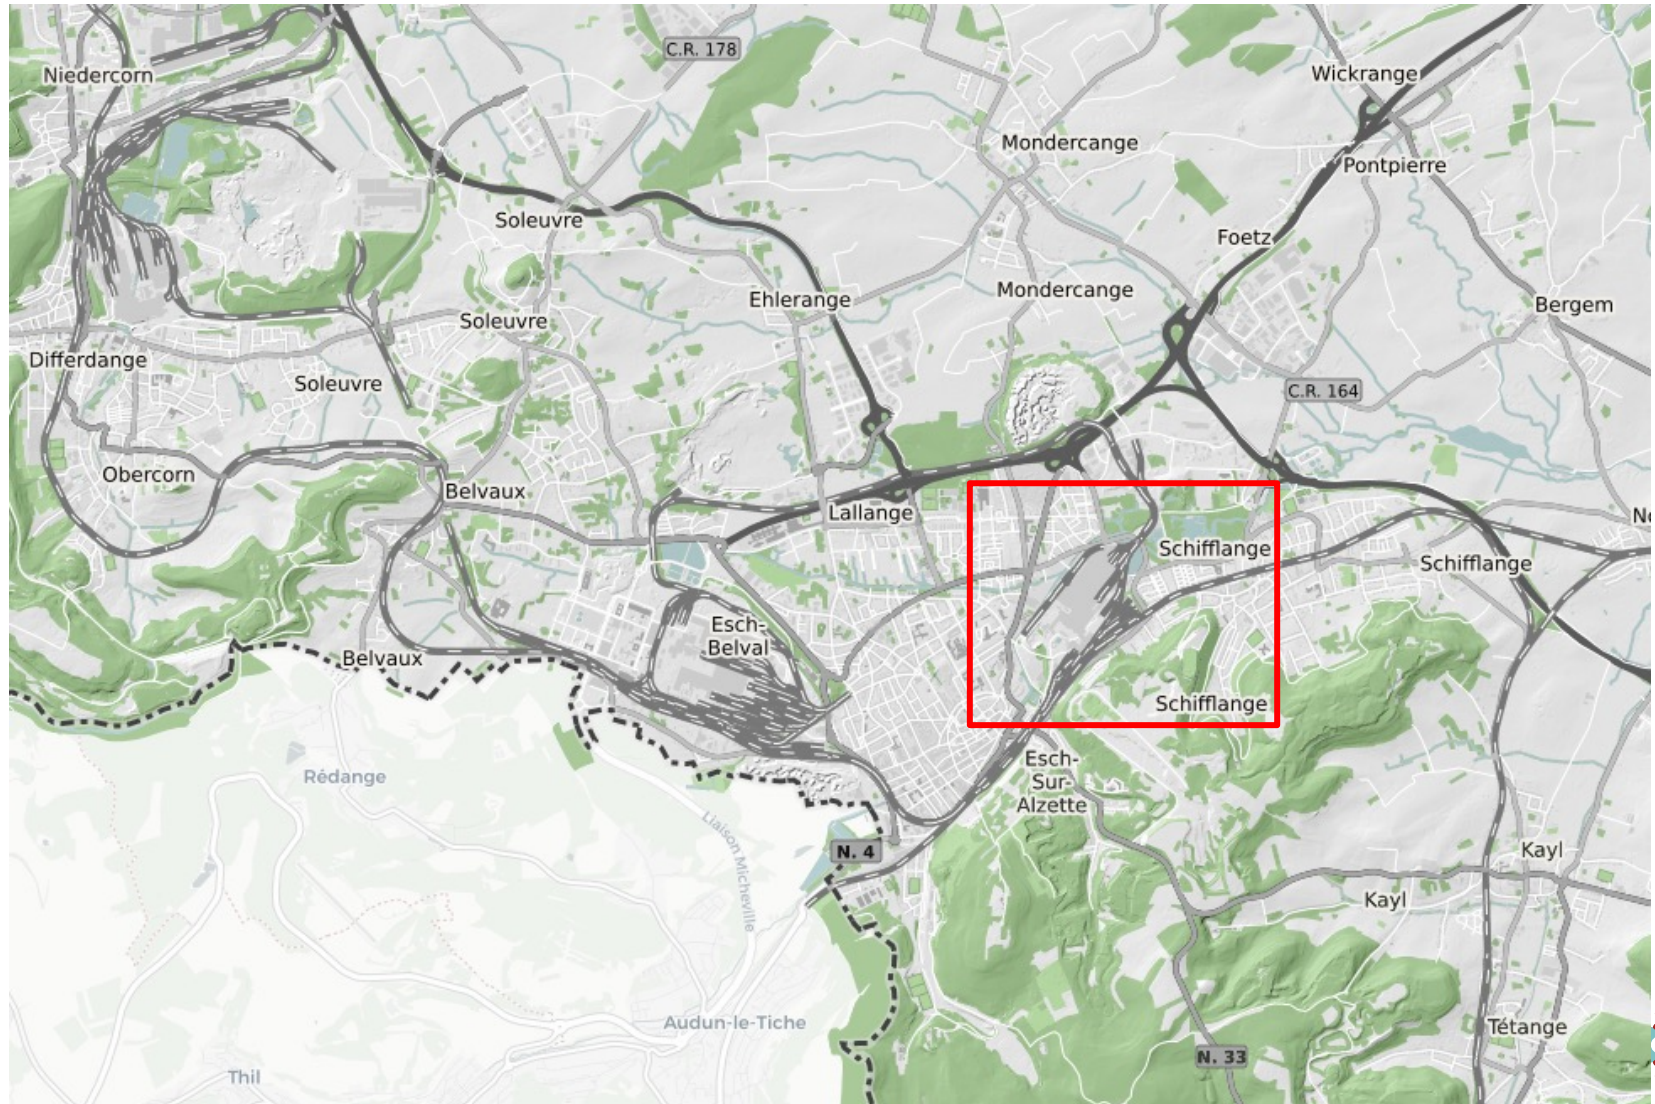 C.R. 178
Niedercorn
Wickrange
Mondercange
Pontpierre
Soleuvre
Foetz
Ehlerange
Mondercange
Bergem
Soleuvre
Differdange
Soleuvre
C.R. 164
Obercorn
Belvaux
Lallange
Schifflange
Schifflange
Esch-
Belval
Belvaux
Schifflange
Rédange
Esch-
Sur-
Alzette
Liaison Micheville
N. 4
Kayl
Kayl
Audun-le-Tiche
Tétange
N. 33
Thil